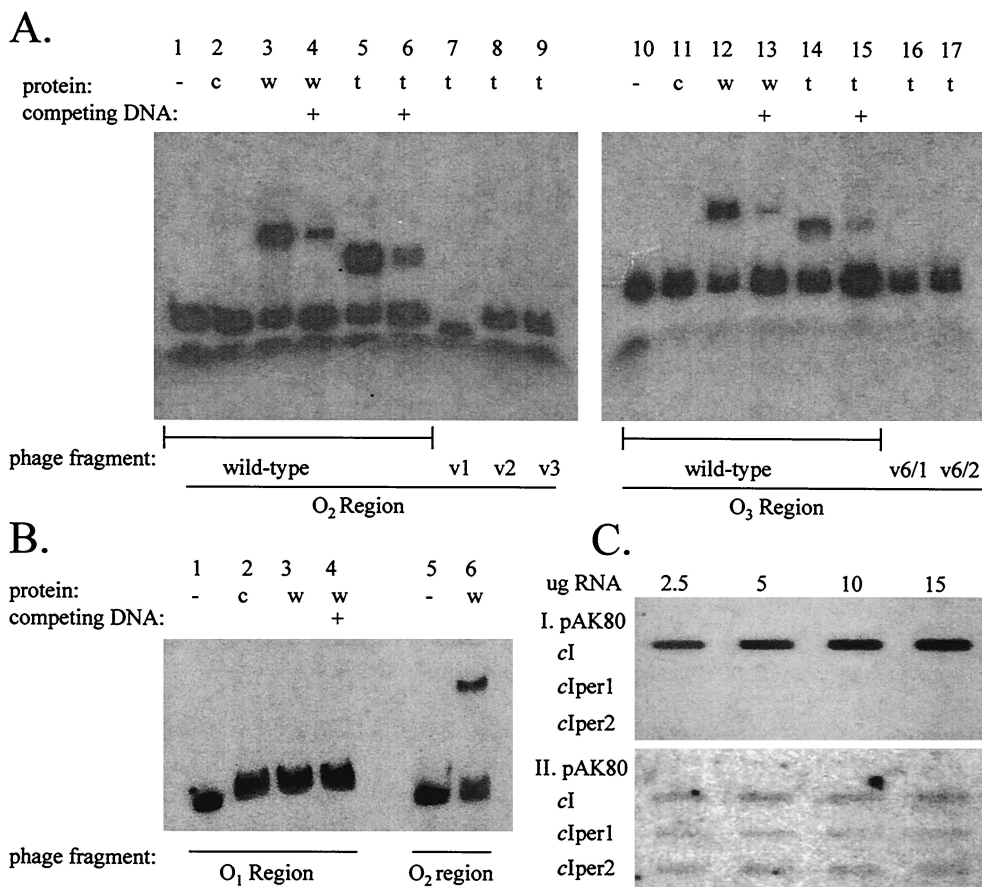 A.
1 2 3 4 5 6 7 8 9 10 11 12 13 14 15 16 17
protein: - c w w t t t t t - c w w t t t t
competing DNA: + + + +
phage fragment: wild-type v1 v2 v3 wild-type v6/1 v6/2
O2 Region O3 Region
B.
1 2 3 4 5 6
protein: - c w w - w
competing DNA: +
phage fragment: O1 Region O2 region
C.
ug RNA 2.5 5 10 15
I. pAK80
cI
cIper1
cIper2
II. pAK80
cI
cIper1
cIper2